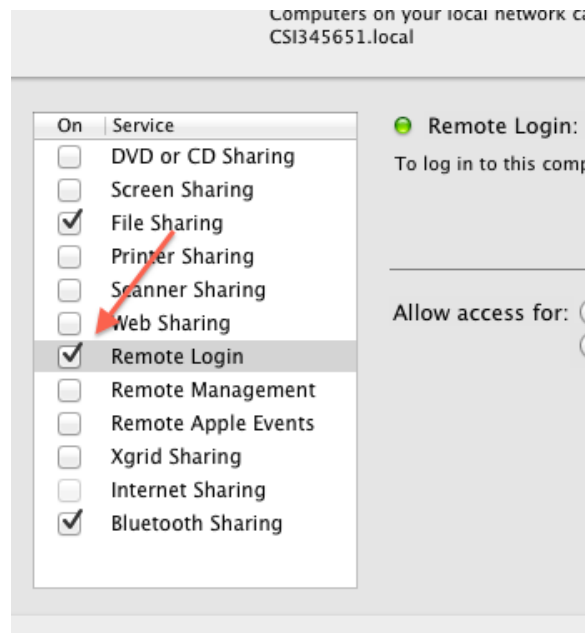 Computers on your local network
CSI345651.local
On Service
DVD or CD Sharing
Screen Sharing
File Sharing
Printer Sharing
Scanner Sharing
Web Sharing
Remote Login
Remote Management
Remote Apple Events
Xgrid Sharing
Internet Sharing
Bluetooth Sharing
Remote Login:
To log in to this
Allow access for: